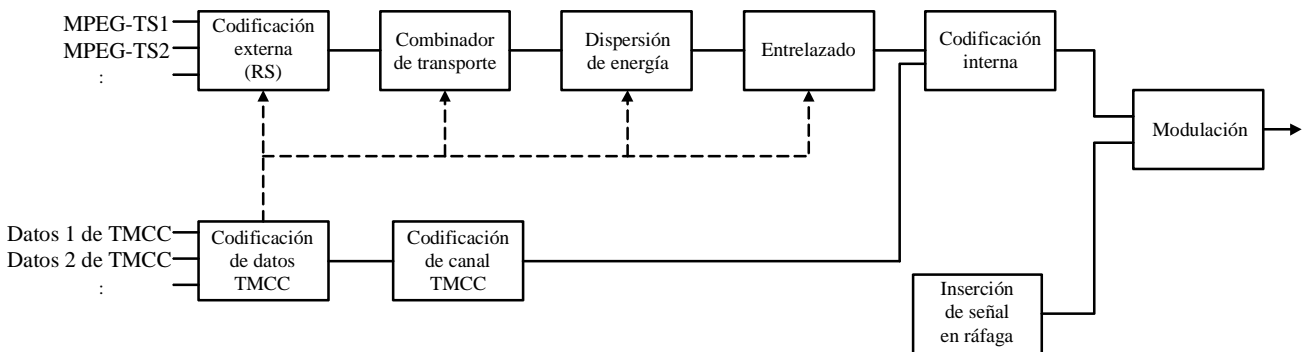 MPEG-TS1
MPEG-TS2
:
Codificación
externa
(RS)
Combinador
de transporte
Dispersión
de energía
Entrelazado
Codificación
interna
Modulación
Datos 1 de TMCC
Datos 2 de TMCC
:
Codificación
de datos
TMCC
Codificación
de canal
TMCC
Inserción
de señal
en ráfaga